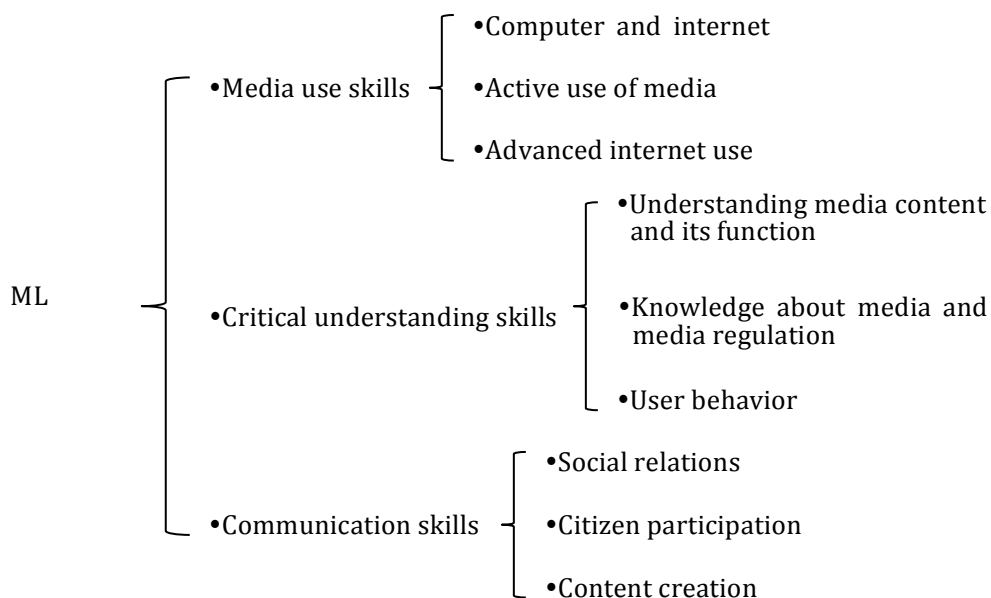 ML
•Media use skills
•Computer and internet
•Active use of media
•Advanced internet use
•Critical understanding skills
•Understanding media content
and its function
•Knowledge about media and
media regulation
•User behavior
•Communication skills
•Social relations
•Citizen participation
•Content creation